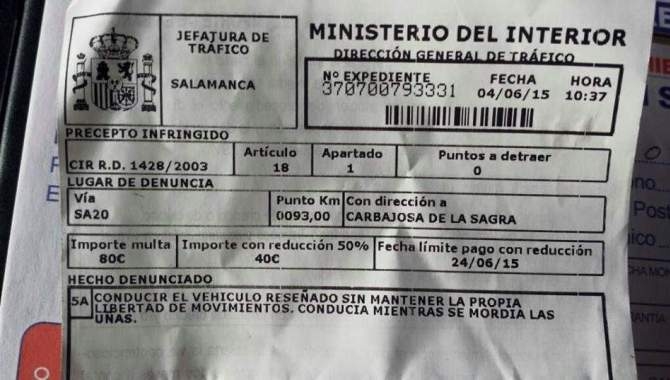 JEFATURA DE
TRÁFICO
SALAMANCA
MINISTERIO DEL INTERIOR
DIRECCIÓN GENERAL DE TRÁFICO
Nº EXPEDIENTE FECHA HORA
370700793331 04/06/15 10:37
PRECEPTO INFRINGIDO
CIR R.D. 1428/2003
Artículo
18
Apartado
1
Puntos a detraer
0
LUGAR DE DENUNCIA
Vía
SA20
Punto Km
0093,00
Con dirección a
CARBAJOSA DE LA SAGRA
Importe multa
80€
Importe con reducción 50%
40€
Fecha límite pago con reducción
24/06/15
HECHO DENUNCIADO
5A
CONDUCIR EL VEHICULO RESEÑADO SIN MANTENER LA PROPIA
LIBERTAD DE MOVIMIENTOS. CONDUCIA MIENTRAS SE MORDIA LAS
UNAS.